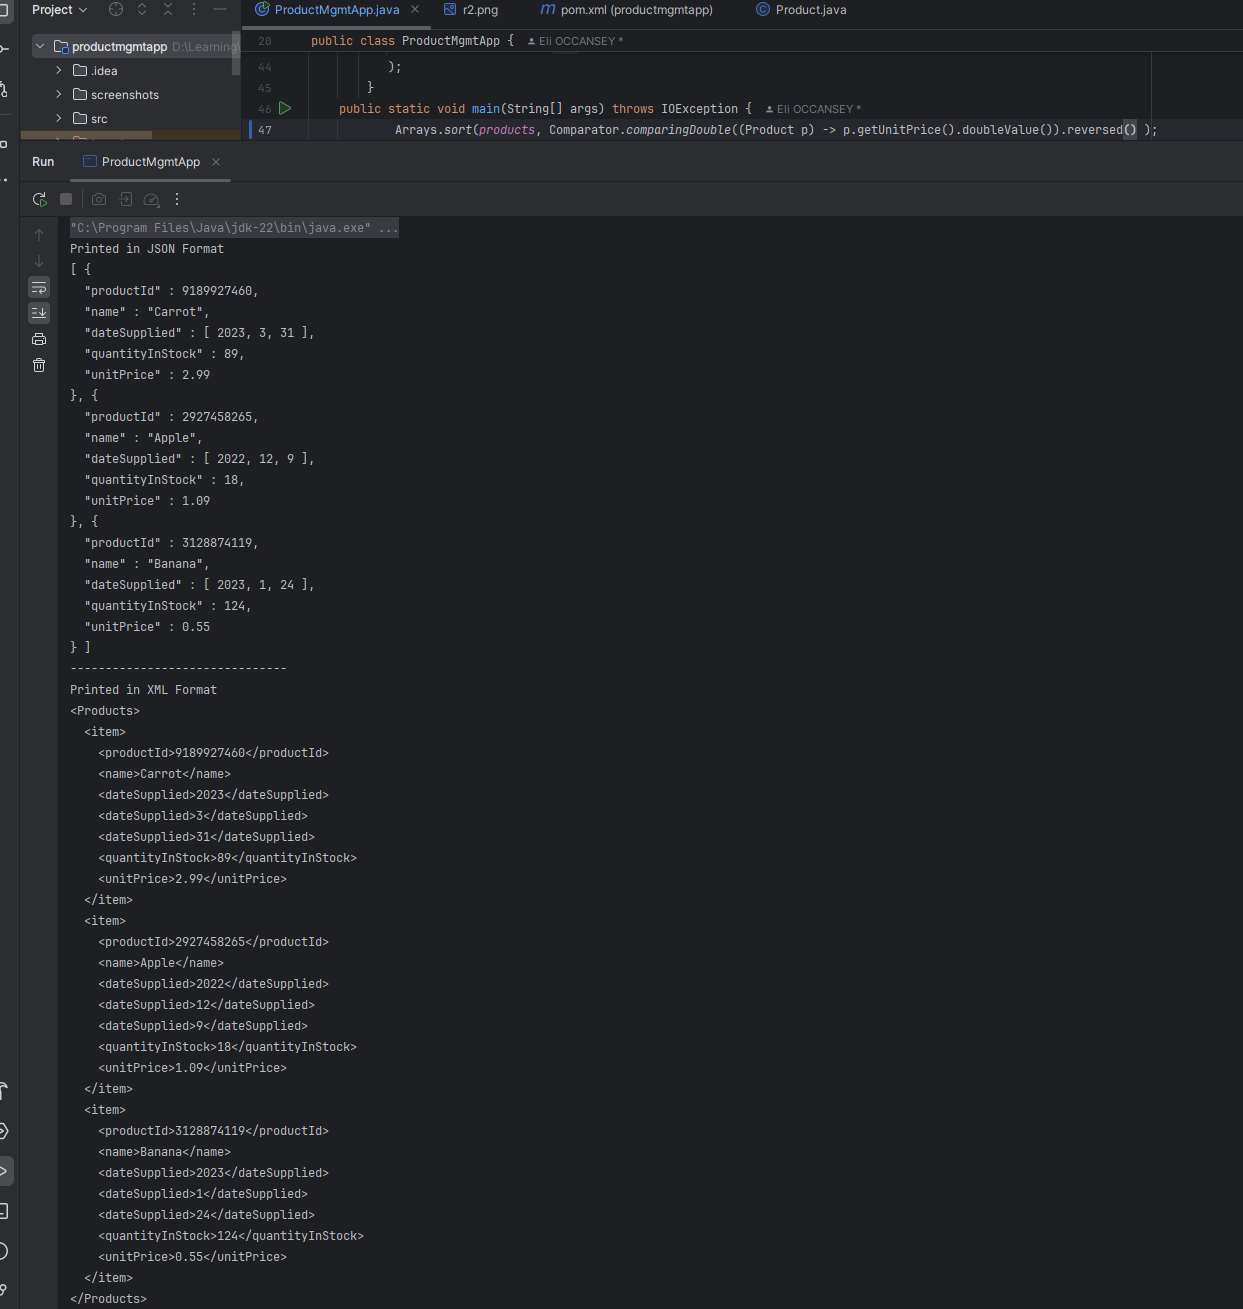 Project
ProductMgmtApp.java
r2.png
pom.xml (productmgmtapp)
Product.java
productmgmtapp D:\Learning\
.idea
screenshots
src
20 public class ProductMgmtApp { Eli OCCANSEY *
44 );
45 }
46 public static void main(String[] args) throws IOException { Eli OCCANSEY *
47 Arrays.sort(products, Comparator.comparingDouble((Product p) -> p.getUnitPrice().doubleValue()).reversed() );
Run ProductMgmtApp
"C:\Program Files\Java\jdk-22\bin\java.exe" ...
Printed in JSON Format
[ {
"productId" : 9189927460,
"name" : "Carrot",
"dateSupplied" : [ 2023, 3, 31 ],
"quantityInStock" : 89,
"unitPrice" : 2.99
}, {
"productId" : 2927458265,
"name" : "Apple",
"dateSupplied" : [ 2022, 12, 9 ],
"quantityInStock" : 18,
"unitPrice" : 1.09
}, {
"productId" : 3128874119,
"name" : "Banana",
"dateSupplied" : [ 2023, 1, 24 ],
"quantityInStock" : 124,
"unitPrice" : 0.55
} ]
-------------------------------
Printed in XML Format
<Products>
<item>
<productId>9189927460</productId>
<name>Carrot</name>
<dateSupplied>2023</dateSupplied>
<dateSupplied>3</dateSupplied>
<dateSupplied>31</dateSupplied>
<quantityInStock>89</quantityInStock>
<unitPrice>2.99</unitPrice>
</item>
<item>
<productId>2927458265</productId>
<name>Apple</name>
<dateSupplied>2022</dateSupplied>
<dateSupplied>12</dateSupplied>
<dateSupplied>9</dateSupplied>
<quantityInStock>18</quantityInStock>
<unitPrice>1.09</unitPrice>
</item>
<item>
<productId>3128874119</productId>
<name>Banana</name>
<dateSupplied>2023</dateSupplied>
<dateSupplied>1</dateSupplied>
<dateSupplied>24</dateSupplied>
<quantityInStock>124</quantityInStock>
<unitPrice>0.55</unitPrice>
</item>
</Products>